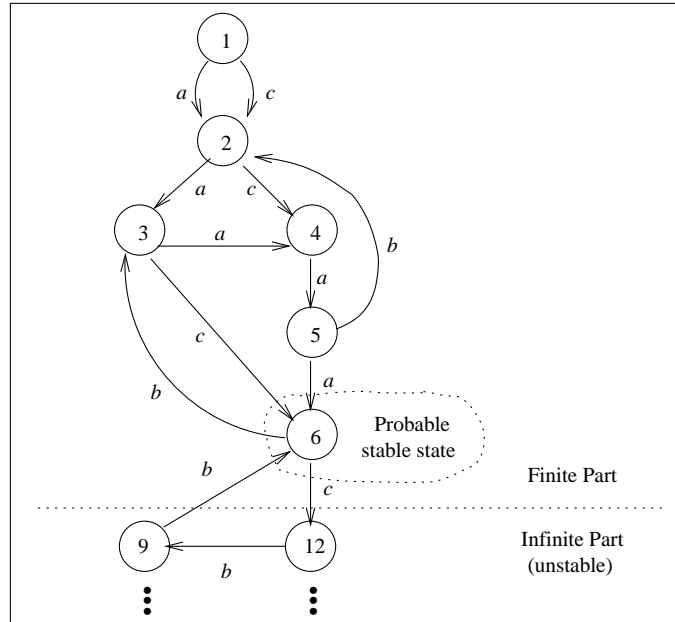 1
a c
2
a c
3 a 4
b
a
c 5
b a
6 Probable
stable state
b c Finite Part
9 b 12 Infinite Part
(unstable)